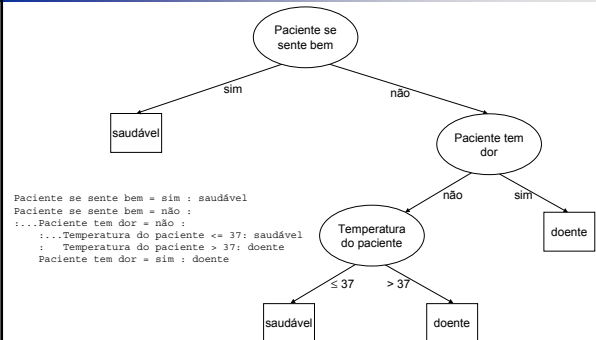 Paciente se
sente bem
sim
não
saudável
Paciente tem
dor
não
sim
Paciente se sente bem = sim : saudável
Paciente se sente bem = não :
:...Paciente tem dor = não :
:...Temperatura do paciente <= 37: saudável
:   Temperatura do paciente > 37: doente
Paciente tem dor = sim : doente
Temperatura
do paciente
doente
≤ 37
> 37
saudável
doente